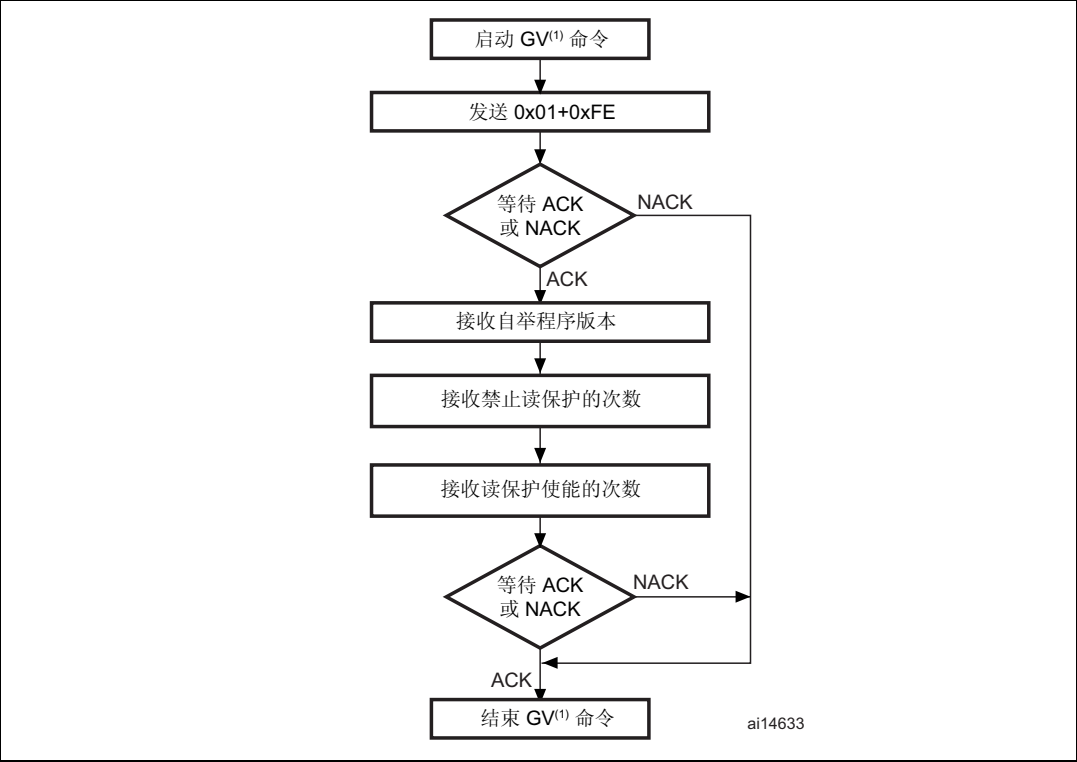 启动 GV(1) 命令
发送 0x01+0xFE
等待 ACK
或 NACK
NACK
ACK
接收自举程序版本
接收禁止读保护的次数
接收读保护使能的次数
等待 ACK
或 NACK
NACK
ACK
结束 GV(1) 命令
ai14633